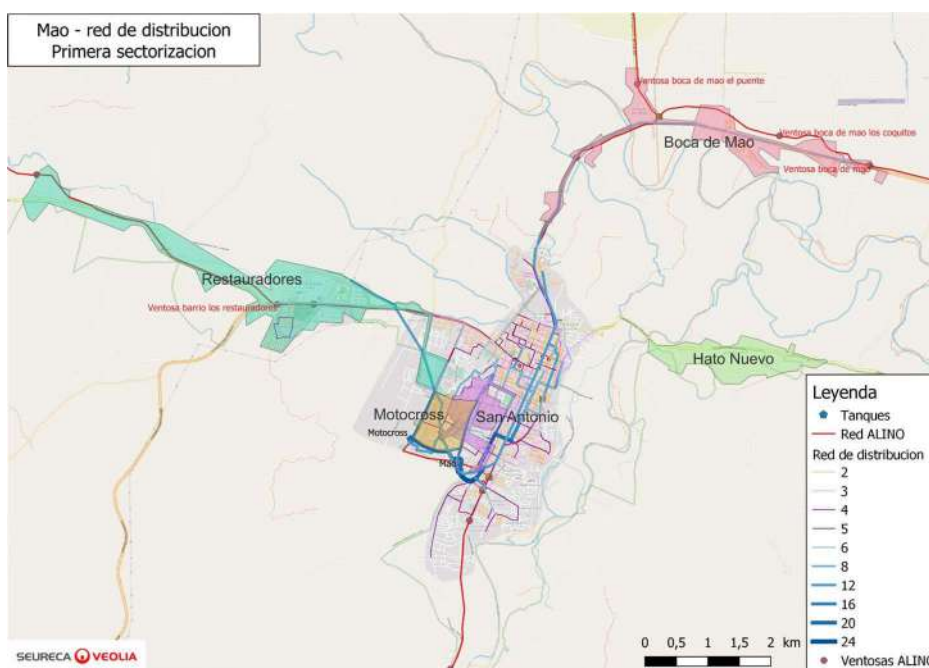 Mao - red de distribucion
Primera sectorizacion
Ventosa boca de mao el puente
Ventosa boca de mao los coquitos
Boca de Mao
Ventosa boca de mao
Restauradores
Ventosa barrio los restauradores
Hato Nuevo
Motocross
San Antonio
Motocross
Mao
Leyenda
Tanques
Red ALINO
Red de distribucion
2
3
4
5
6
8
12
16
20
24
Ventosas ALINO
0 0,5 1 2 km
SEURECA VEOLIA